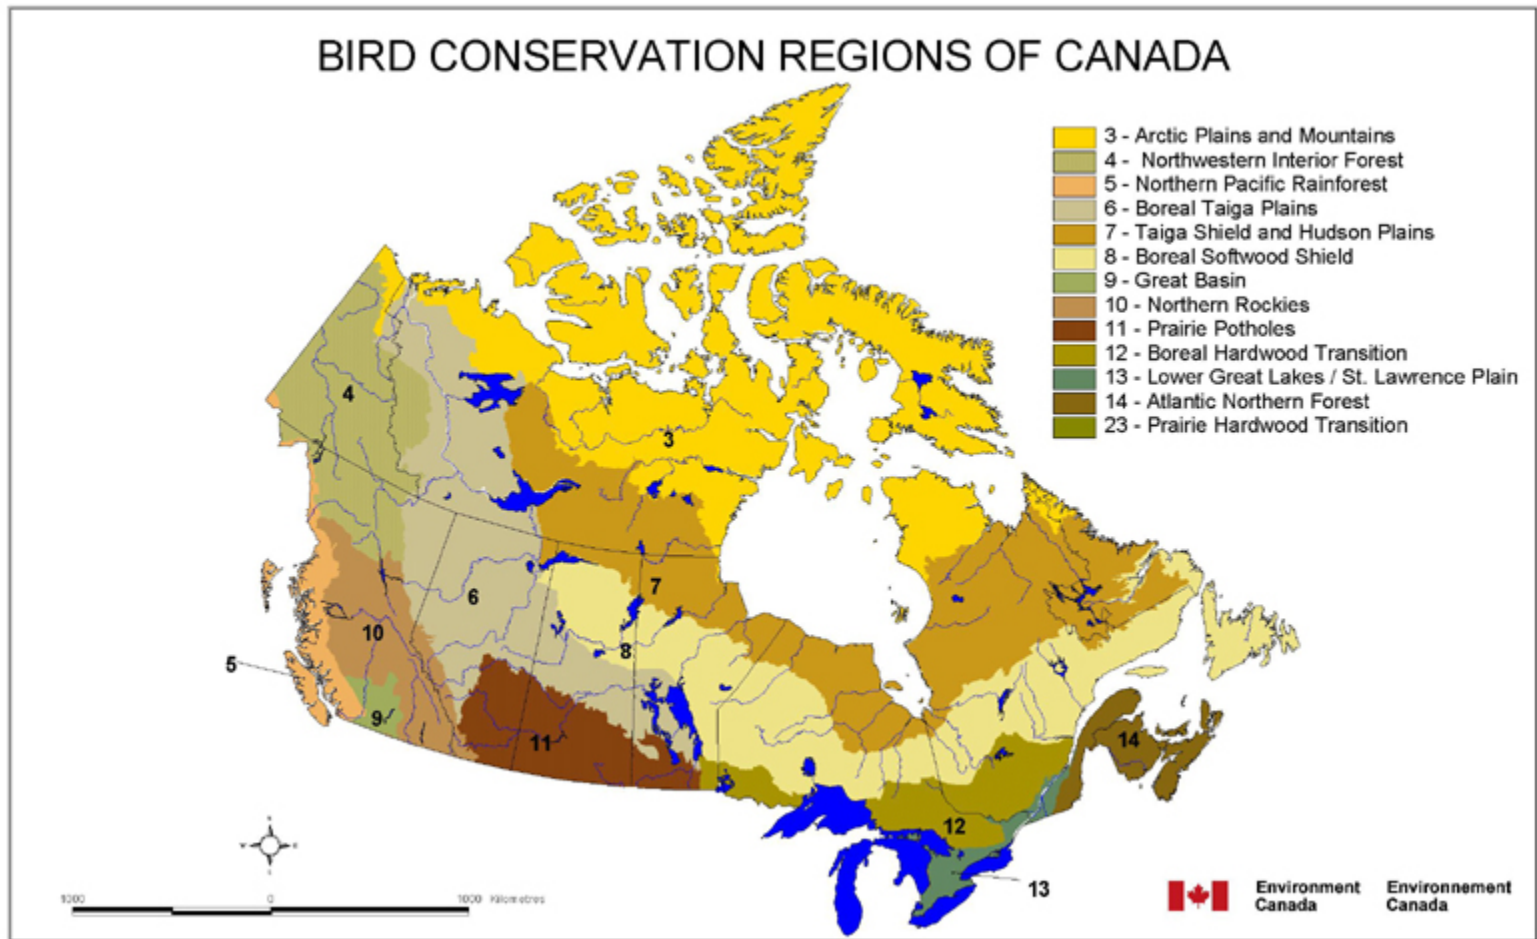 BIRD CONSERVATION REGIONS OF CANADA
3 - Arctic Plains and Mountains
4 - Northwestern Interior Forest
5 - Northern Pacific Rainforest
6 - Boreal Taiga Plains
7 - Taiga Shield and Hudson Plains
8 - Boreal Softwood Shield
9 - Great Basin
10 - Northern Rockies
11 - Prairie Potholes
12 - Boreal Hardwood Transition
13 - Lower Great Lakes / St. Lawrence Plain
14 - Atlantic Northern Forest
23 - Prairie Hardwood Transition
4
3
7
6
10
8
5
9
11
14
12
13
1000 0 1000 Kilometres
Environment Canada
Environnement Canada